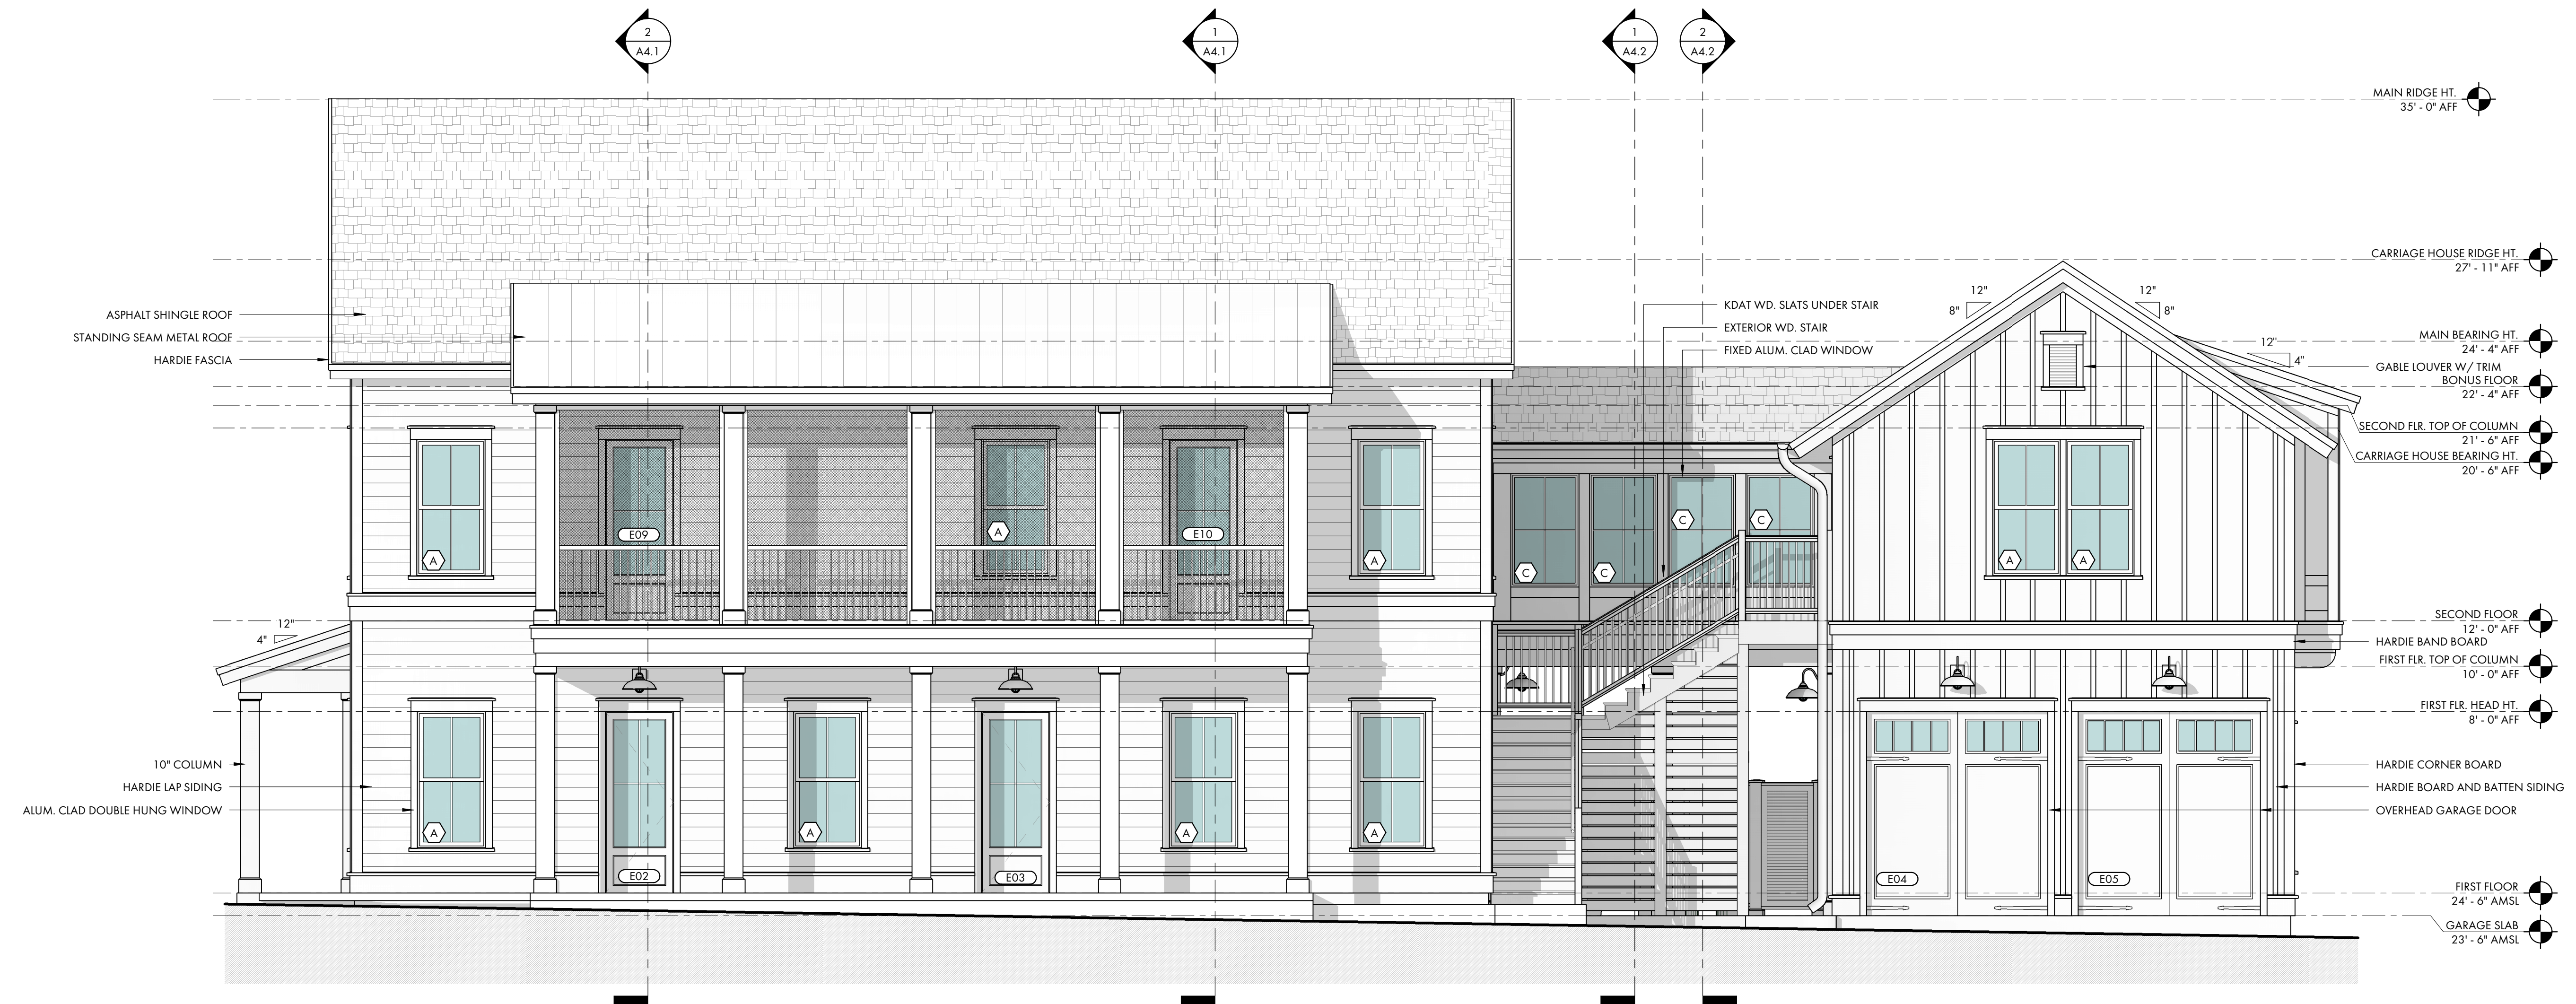 2
A4.1
1
A4.1
1
A4.2
2
A4.2
MAIN RIDGE HT.
35' - 0" AFF
CARRIAGE HOUSE RIDGE HT.
27' - 11" AFF
12"
8"
12"
8"
ASPHALT SHINGLE ROOF
STANDING SEAM METAL ROOF
HARDIE FASCIA
KDAT WD. SLATS UNDER STAIR
EXTERIOR WD. STAIR
FIXED ALUM. CLAD WINDOW
MAIN BEARING HT.
24' - 4" AFF
12"
4"
GABLE LOUVER W/ TRIM
BONUS FLOOR
22' - 4" AFF
SECOND FLR. TOP OF COLUMN
21' - 6" AFF
CARRIAGE HOUSE BEARING HT.
20' - 6" AFF
A
E09
A
E10
A
C
C
C
C
A
A
12"
4"
SECOND FLOOR
12' - 0" AFF
HARDIE BAND BOARD
FIRST FLR. TOP OF COLUMN
10' - 0" AFF
FIRST FLR. HEAD HT.
8' - 0" AFF
10" COLUMN
HARDIE LAP SIDING
ALUM. CLAD DOUBLE HUNG WINDOW
HARDIE CORNER BOARD
HARDIE BOARD AND BATTEN SIDING
OVERHEAD GARAGE DOOR
A
E02
A
E03
A
A
E04
E05
FIRST FLOOR
24' - 6" AMSL
GARAGE SLAB
23' - 6" AMSL